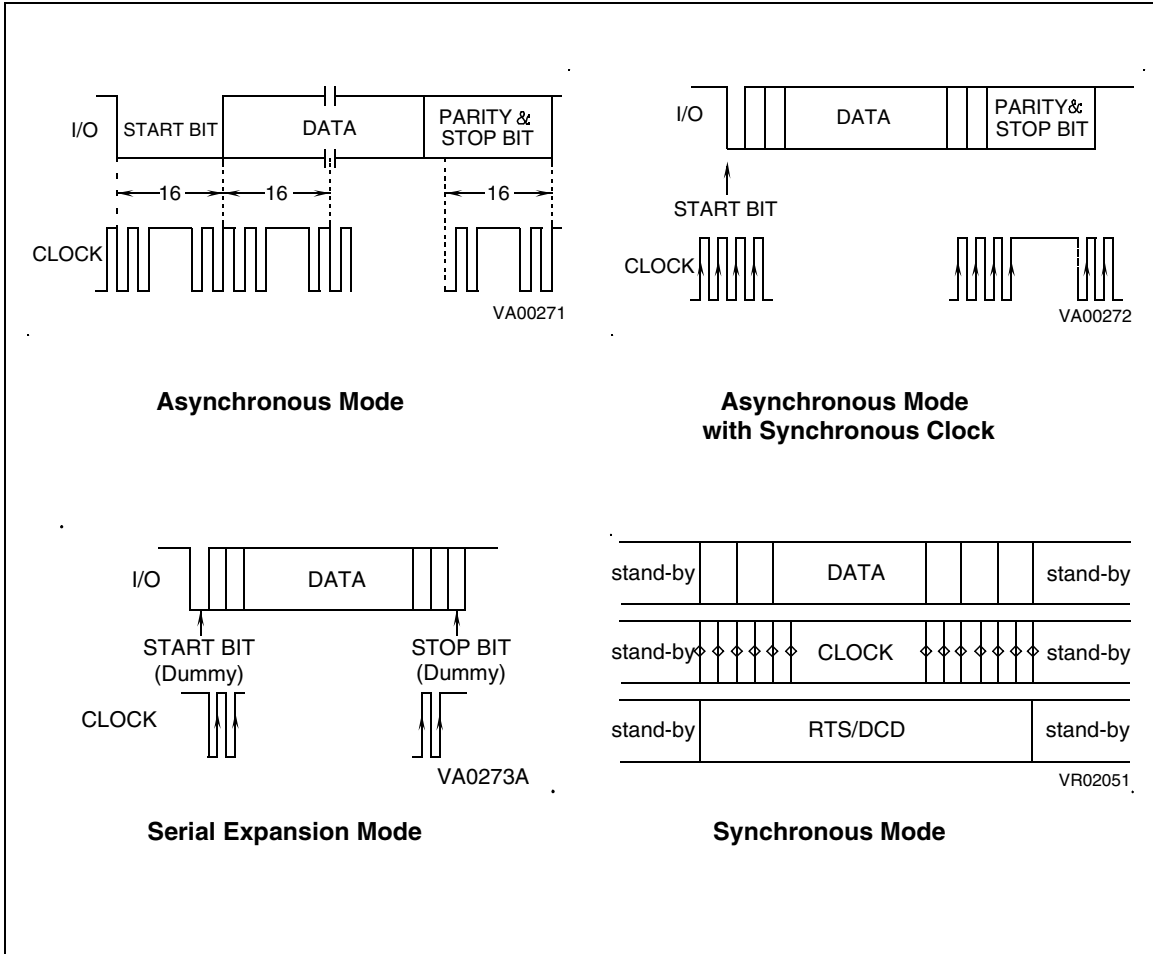 I/O
START BIT
DATA
PARITY &
STOP BIT
16
16
16
CLOCK
VA00271
Asynchronous Mode
I/O
DATA
PARITY&
STOP BIT
START BIT
CLOCK
VA00272
Asynchronous Mode
with Synchronous Clock
I/O
DATA
START BIT
(Dummy)
STOP BIT
(Dummy)
CLOCK
VA0273A
Serial Expansion Mode
stand-by
DATA
stand-by
stand-by
CLOCK
stand-by
stand-by
RTS/DCD
stand-by
VR02051
Synchronous Mode